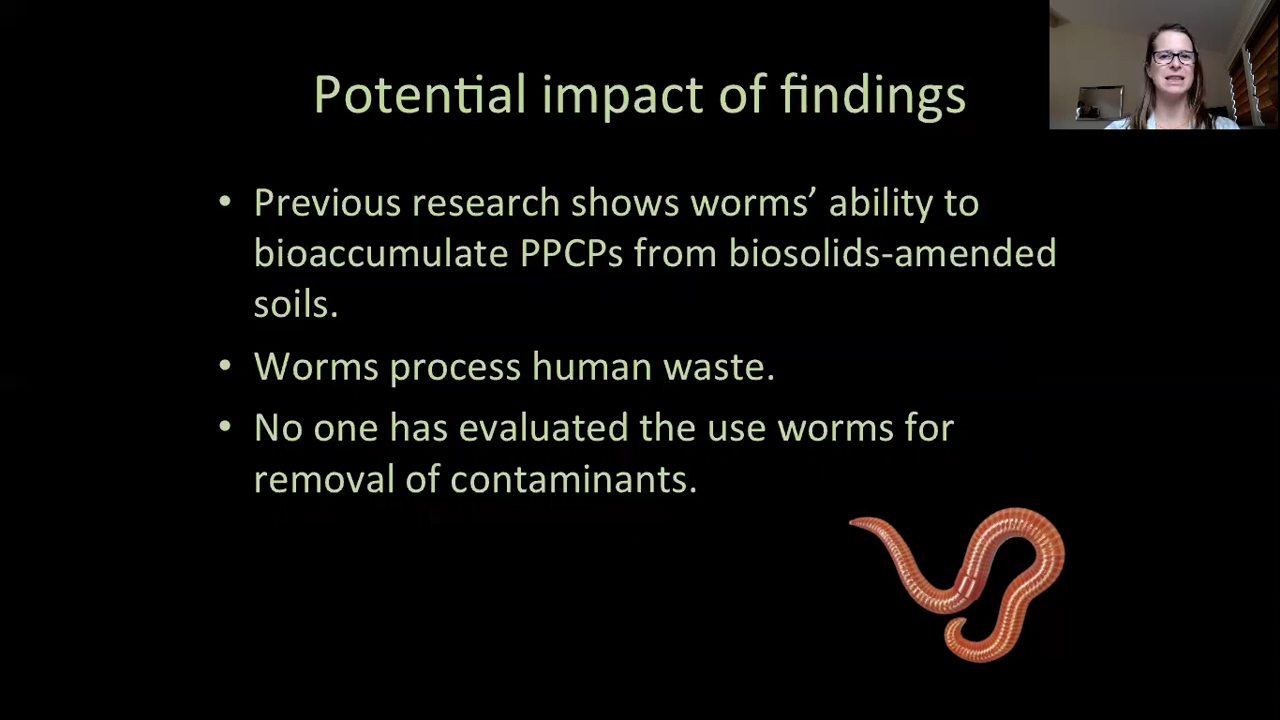 Potential impact of findings
• Previous research shows worms’ ability to
bioaccumulate PPCPs from biosolids-amended
soils.
• Worms process human waste.
• No one has evaluated the use worms for
removal of contaminants.